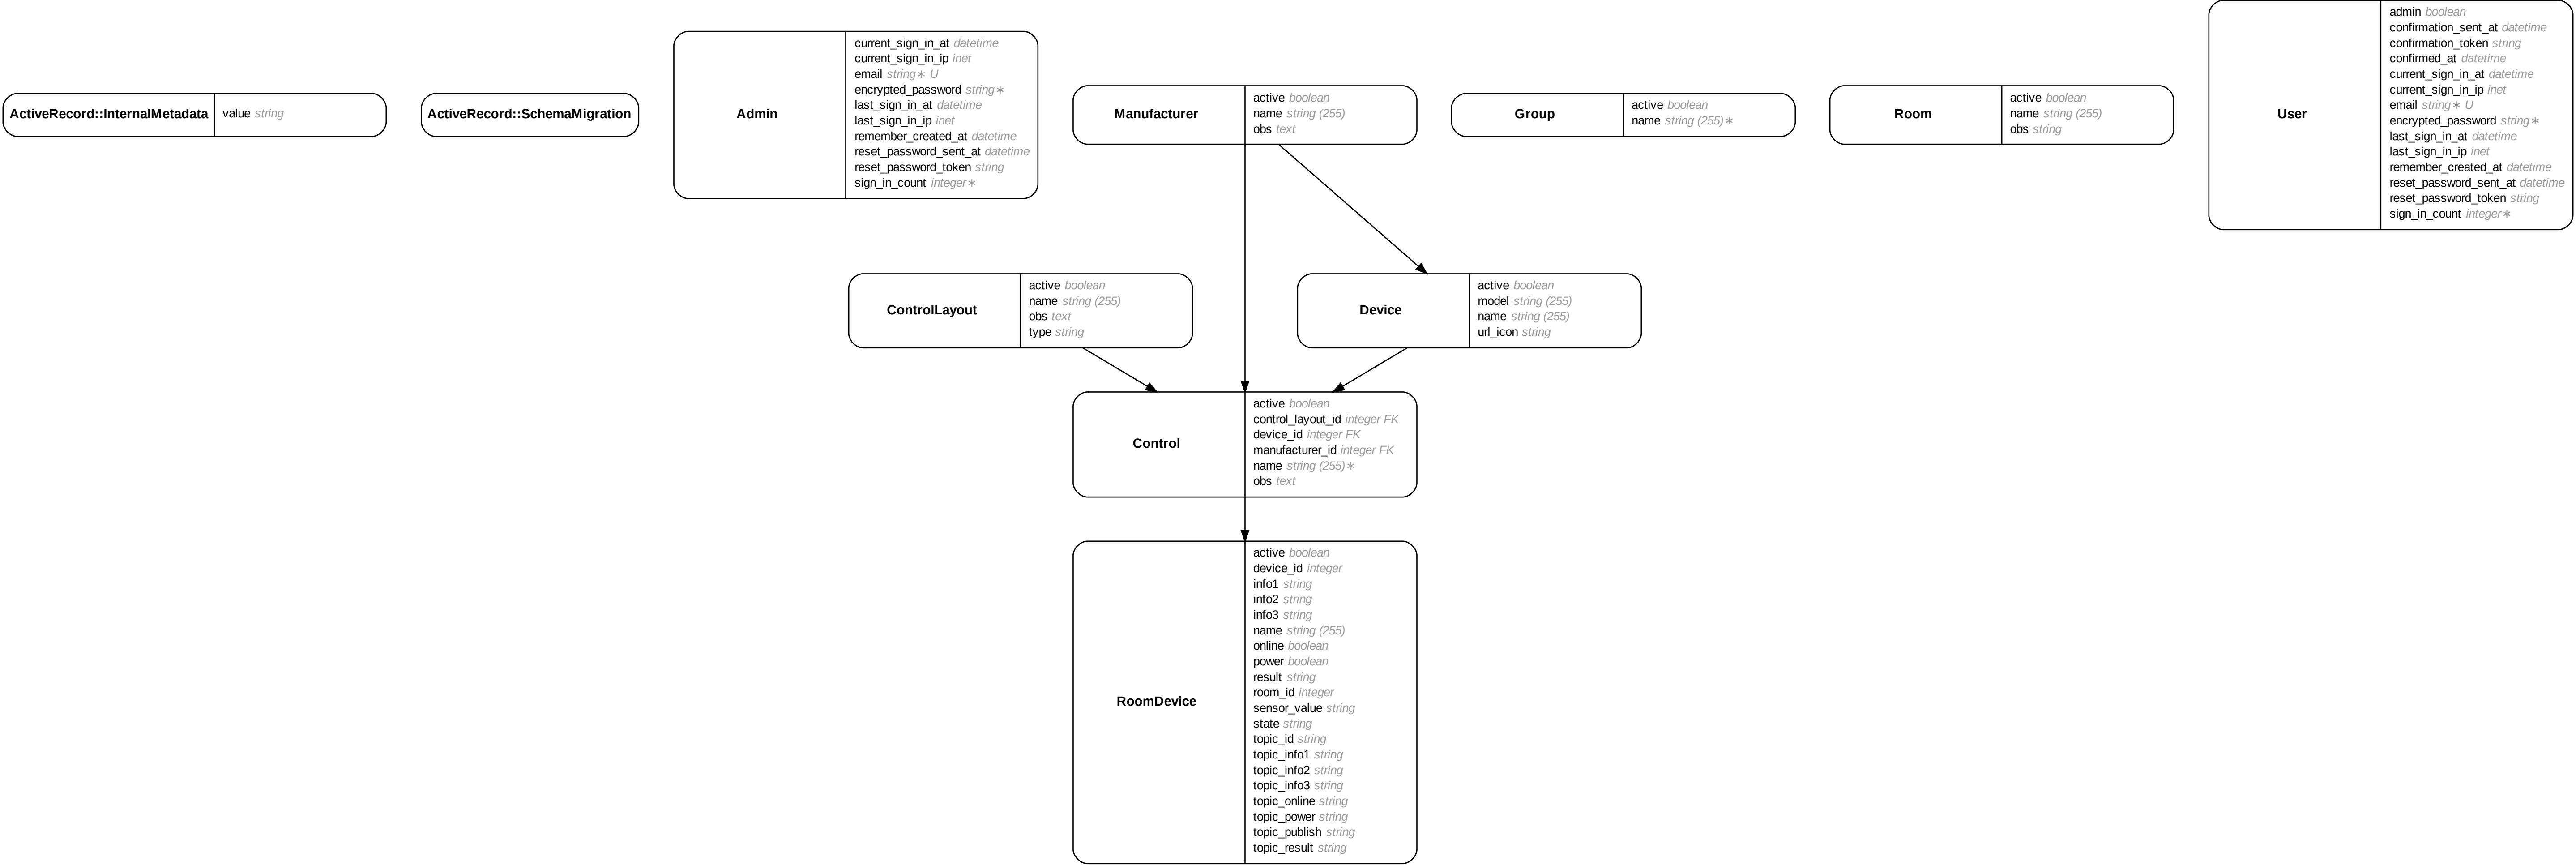 ActiveRecord::InternalMetadata
value string
ActiveRecord::SchemaMigration
Admin
current_sign_in_at datetime
current_sign_in_ip inet
email string∗ U
encrypted_password string∗
last_sign_in_at datetime
last_sign_in_ip inet
remember_created_at datetime
reset_password_sent_at datetime
reset_password_token string
sign_in_count integer∗
Manufacturer
active boolean
name string (255)
obs text
Group
active boolean
name string (255)∗
Room
active boolean
name string (255)
obs string
User
admin boolean
confirmation_sent_at datetime
confirmation_token string
confirmed_at datetime
current_sign_in_at datetime
current_sign_in_ip inet
email string∗ U
encrypted_password string∗
last_sign_in_at datetime
last_sign_in_ip inet
remember_created_at datetime
reset_password_sent_at datetime
reset_password_token string
sign_in_count integer∗
ControlLayout
active boolean
name string (255)
obs text
type string
Device
active boolean
model string (255)
name string (255)
url_icon string
Control
active boolean
control_layout_id integer FK
device_id integer FK
manufacturer_id integer FK
name string (255)∗
obs text
RoomDevice
active boolean
device_id integer
info1 string
info2 string
info3 string
name string (255)
online boolean
power boolean
result string
room_id integer
sensor_value string
state string
topic_id string
topic_info1 string
topic_info2 string
topic_info3 string
topic_online string
topic_power string
topic_publish string
topic_result string